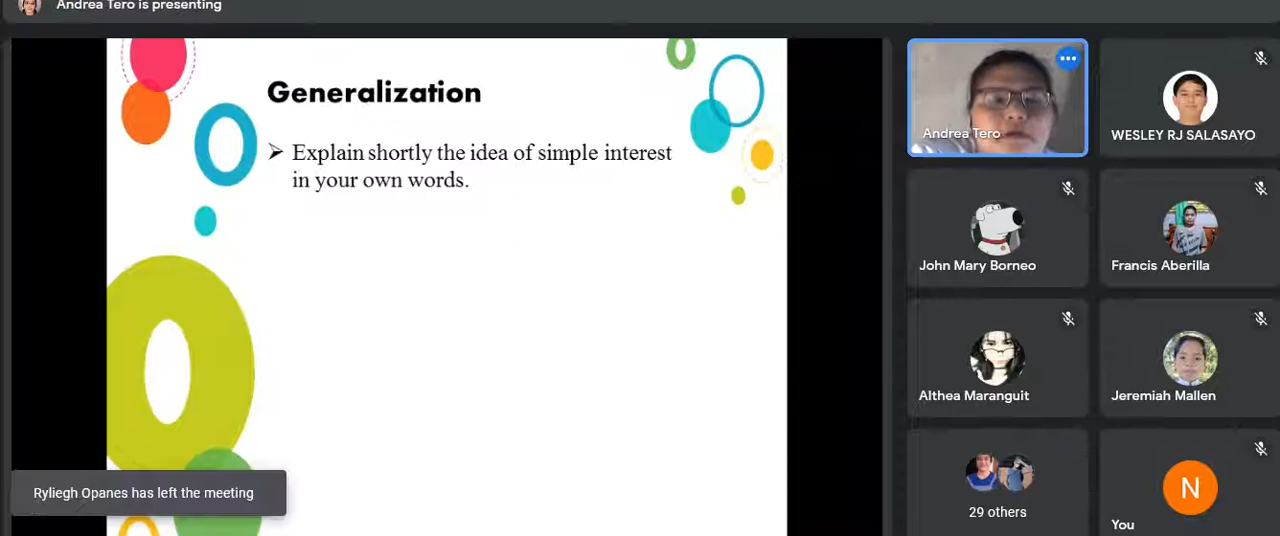 Andrea Tero is presenting
Generalization
➤ Explain shortly the idea of simple interest
in your own words.
Andrea Tero
WESLEY RJ SALASAYO
John Mary Borneo
Francis Aberilla
Althea Maranguit
Jeremiah Mallen
Ryliegh Opanes has left the meeting
29 others
N
You